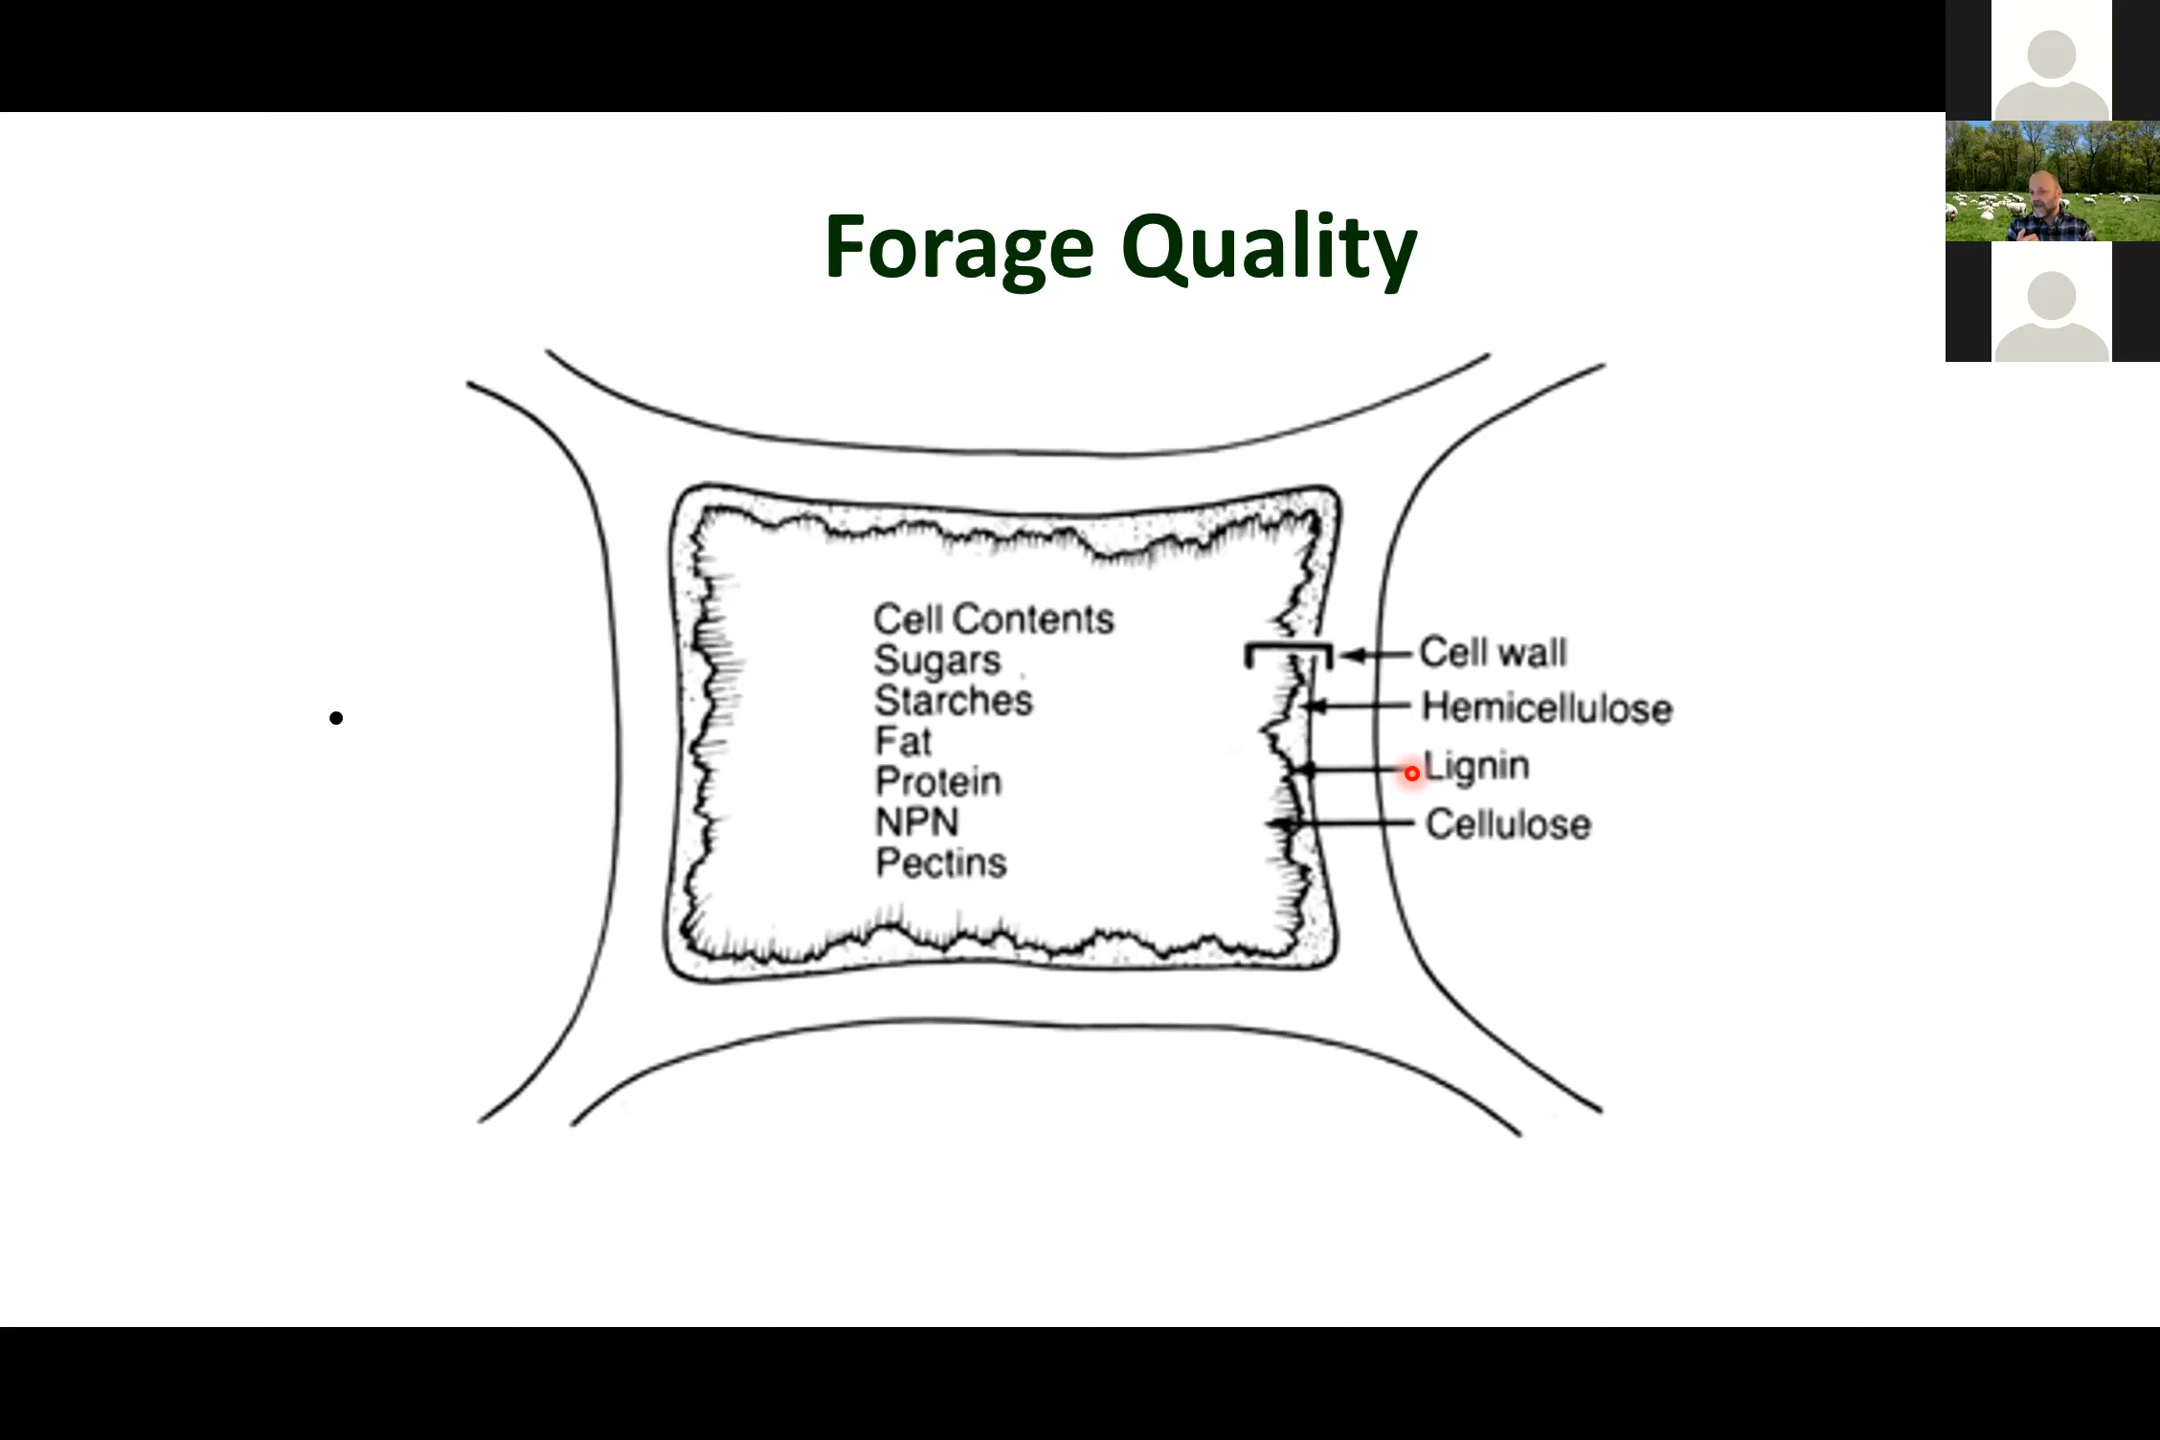 Forage Quality
Cell Contents
Sugars
Starches
Fat
Protein
NPN
Pectins
Cell wall
Hemicellulose
Lignin
Cellulose